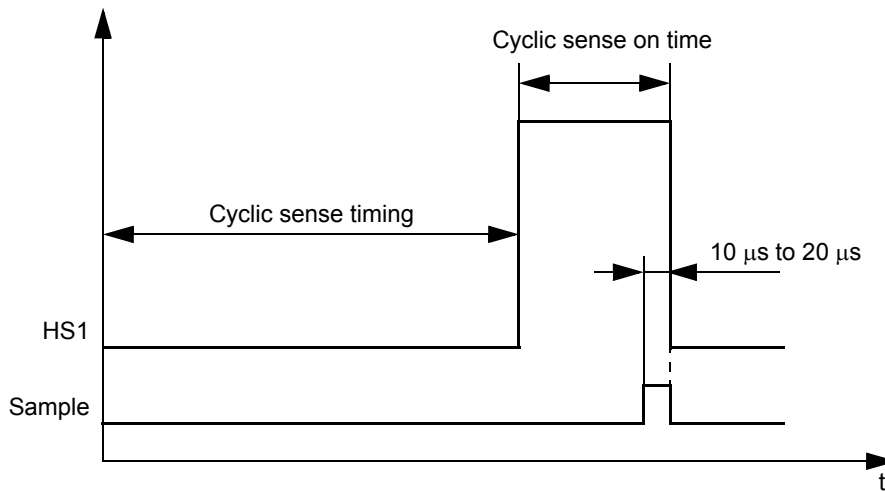 Cyclic sense on time
Cyclic sense timing
10 μs to 20 μs
HS1
Sample
t